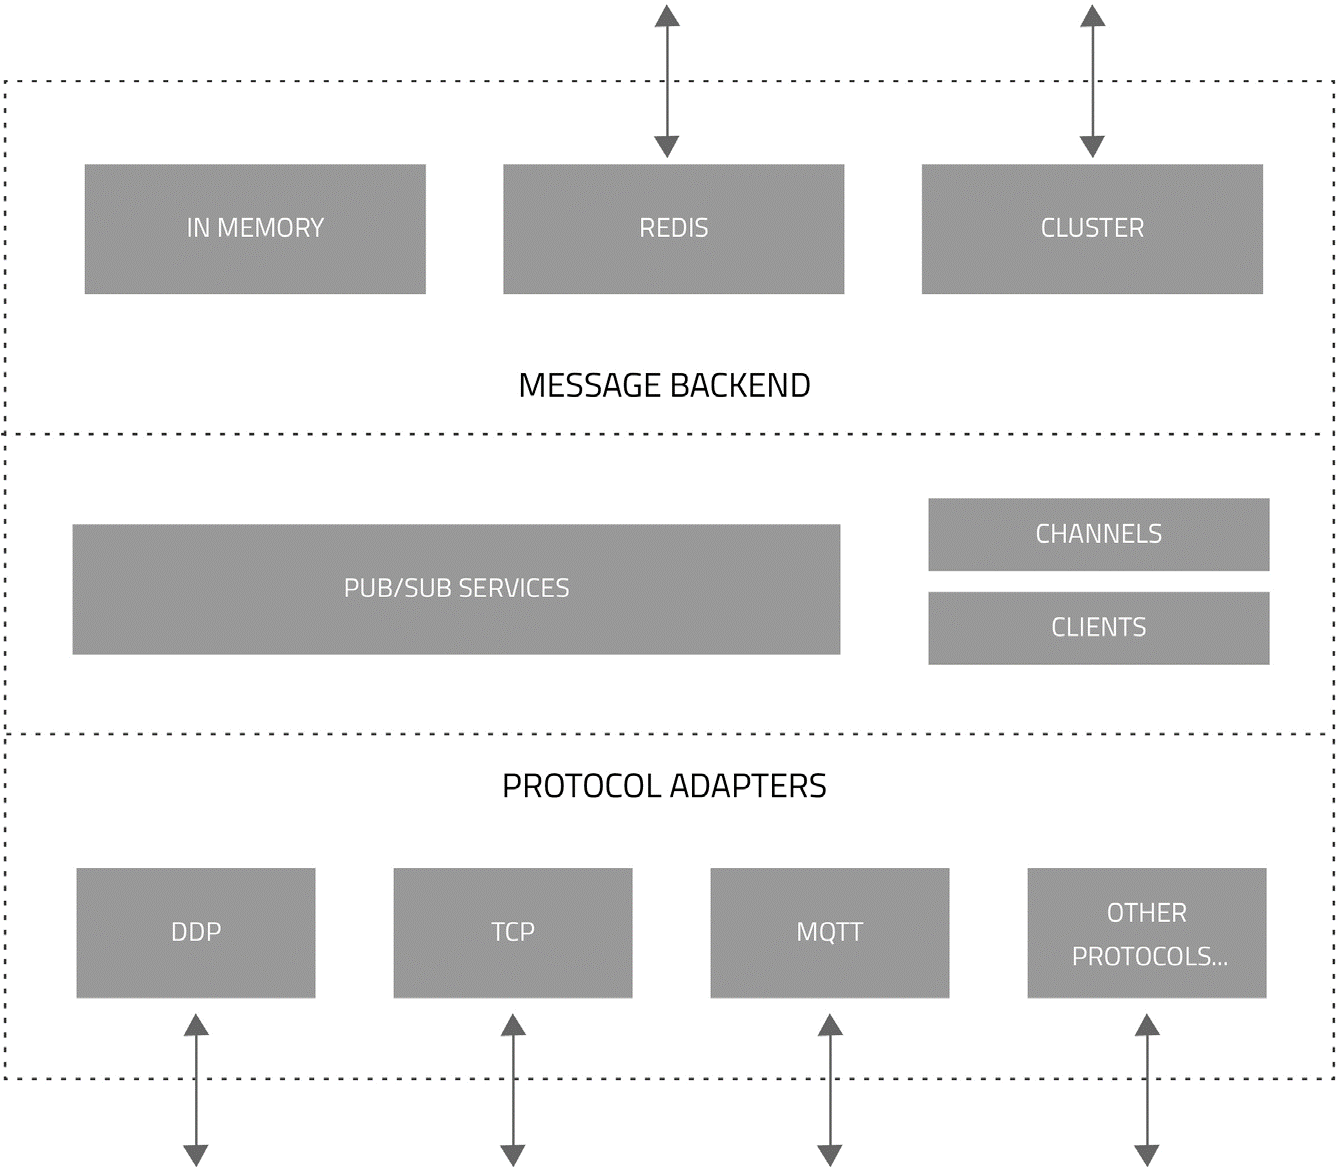 IN MEMORY
REDIS
CLUSTER
MESSAGE BACKEND
PUB/SUB SERVICES
CHANNELS
CLIENTS
PROTOCOL ADAPTERS
DDP
TCP
MQTT
OTHER
PROTOCOLS...